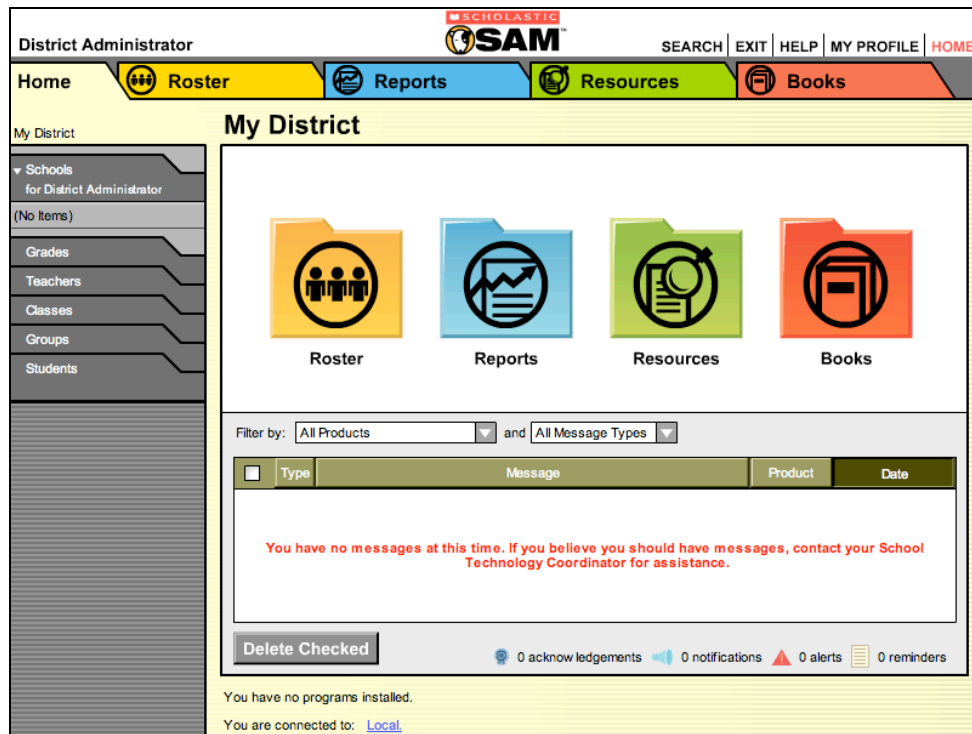 SCHOLASTIC
District Administrator
SAM™
SEARCH EXIT HELP MY PROFILE HOME
Home Roster Reports Resources Books
My District
My District
Schools
for District Administrator
(No Items)
Grades
Teachers
Classes
Groups
Students
Roster Reports Resources Books
Filter by: All Products and All Message Types
Type Message Product Date
You have no messages at this time. If you believe you should have messages, contact your School
Technology Coordinator for assistance.
Delete Checked
0 acknowledgements 0 notifications 0 alerts 0 reminders
You have no programs installed.
You are connected to: Local.